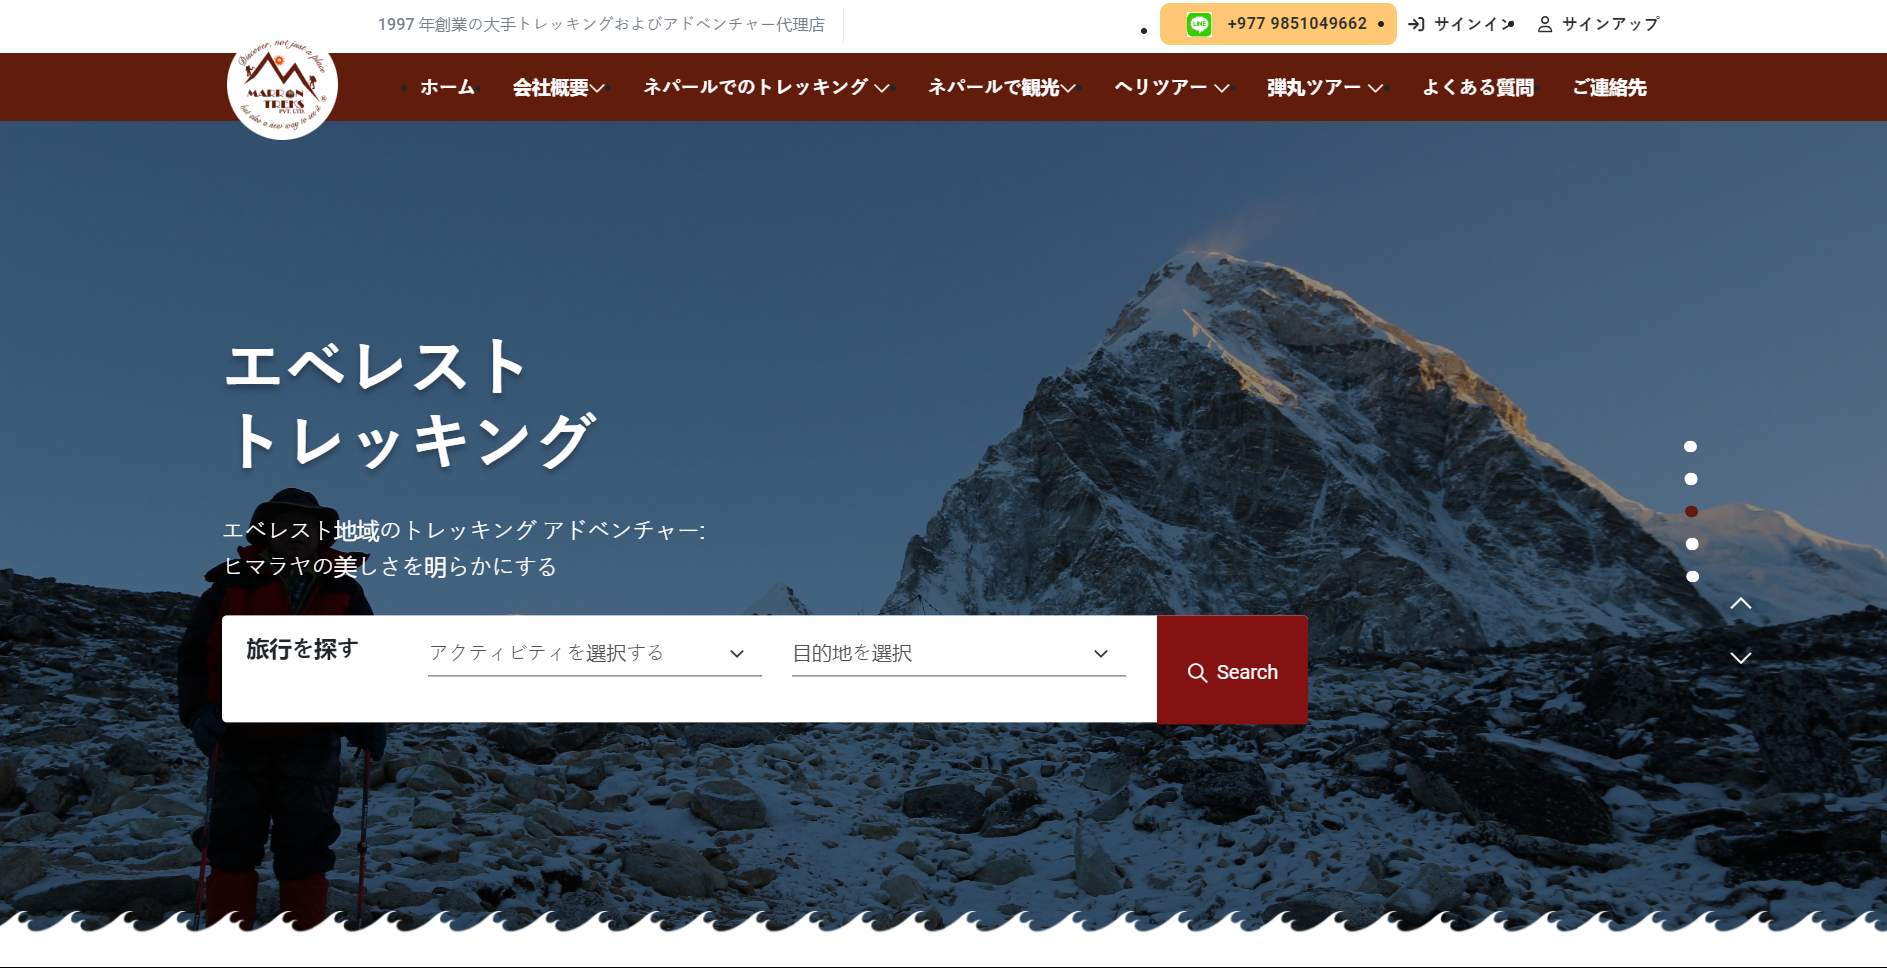 1997 年創業の大手トレッキングおよびアドベンチャー代理店
LINE
+977 9851049662
サインイン
サインアップ
Discover, not just a place
MARRON
TREKS
PVT. LTD.
but also a new way to see it
ホーム
会社概要
ネパールでのトレッキング
ネパールで観光
ヘリツアー
弾丸ツアー
よくある質問
ご連絡先
エベレスト
トレッキング
エベレスト地域のトレッキング アドベンチャー:
ヒマラヤの美しさを明らかにする
旅行を探す
アクティビティを選択する
目的地を選択
Search